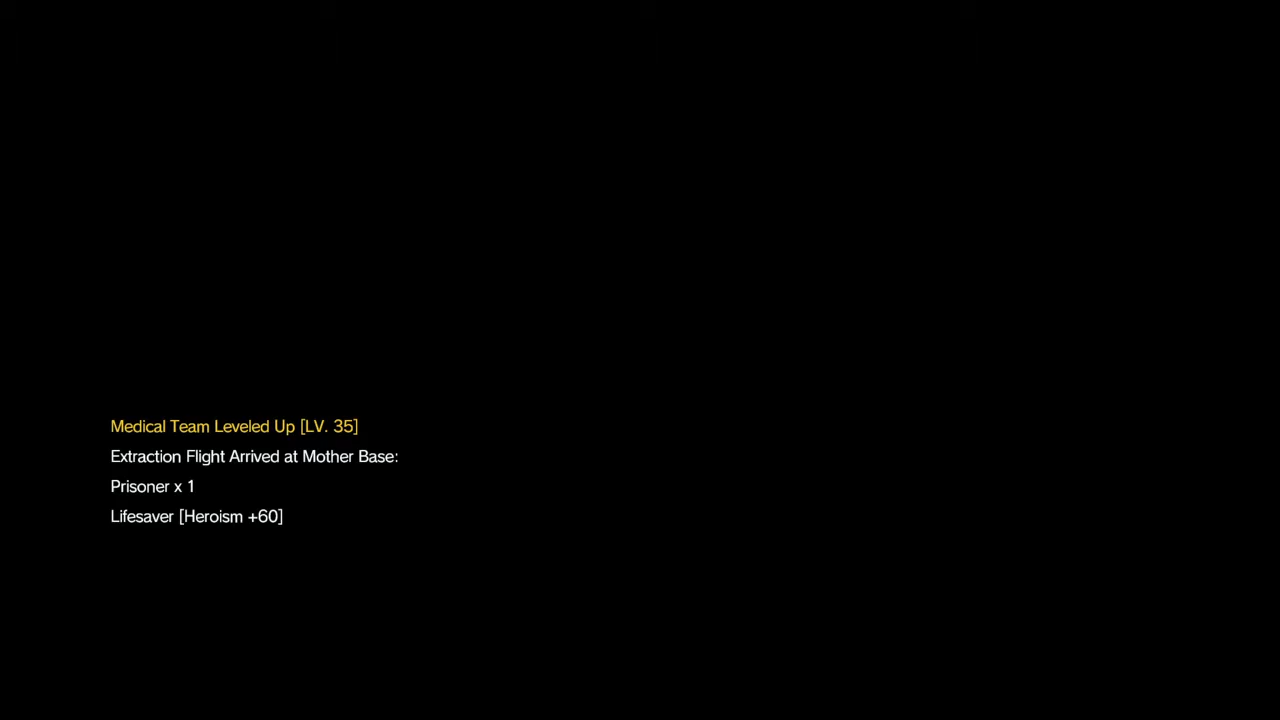 Medical Team Leveled Up [LV. 35]
Extraction Flight Arrived at Mother Base:
Prisoner x 1
Lifesaver [Heroism +60]